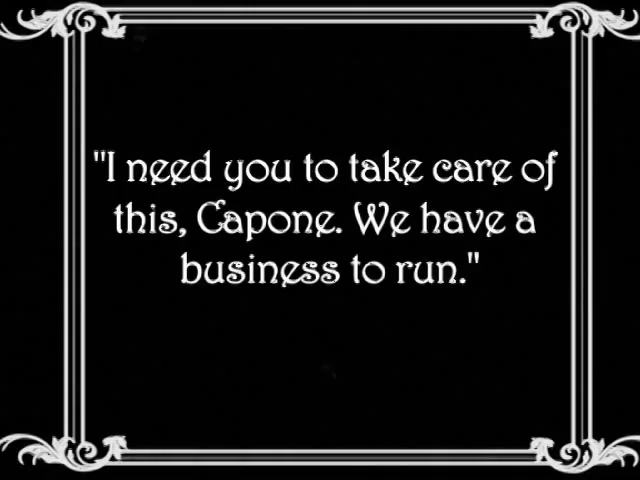 "I need you to take care of
this, Capone. We have a
business to run."